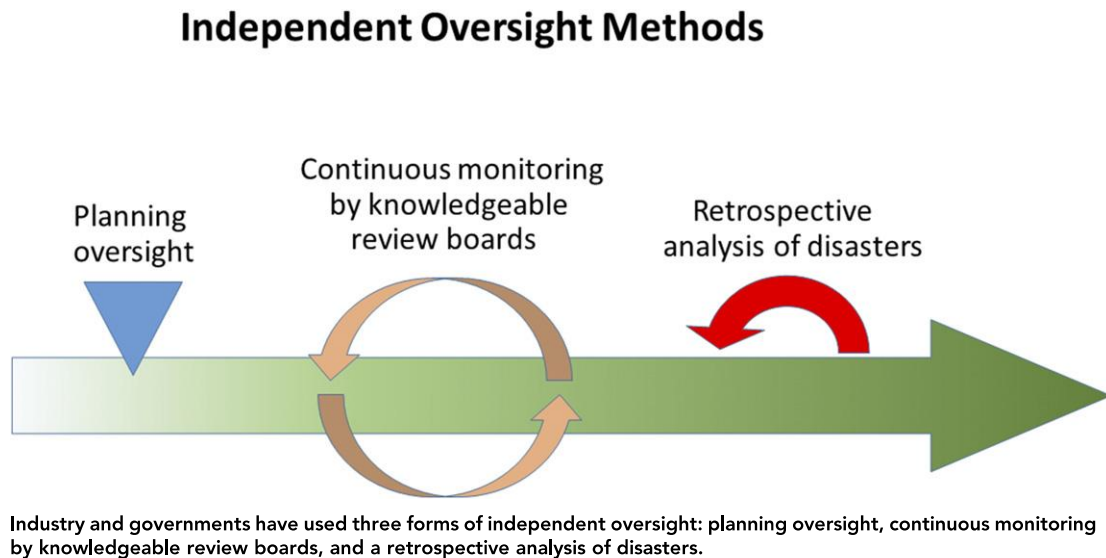 Independent Oversight Methods
Planning
oversight
Continuous monitoring
by knowledgeable
review boards
Retrospective
analysis of disasters
Industry and governments have used three forms of independent oversight: planning oversight, continuous monitoring
by knowledgeable review boards, and a retrospective analysis of disasters.